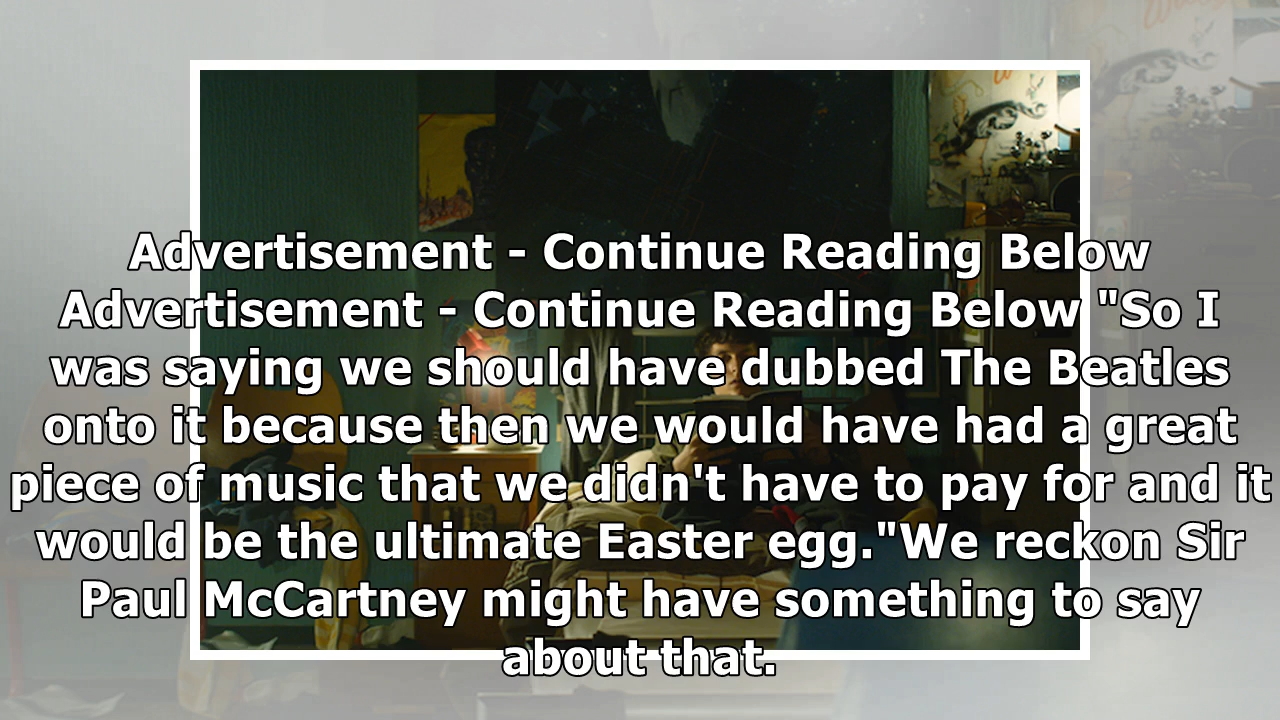 Advertisement - Continue Reading Below
Advertisement - Continue Reading Below "So I
was saying we should have dubbed The Beatles
onto it because then we would have had a great
piece of music that we didn't have to pay for and it
would be the ultimate Easter egg."We reckon Sir
Paul McCartney might have something to say
about that.